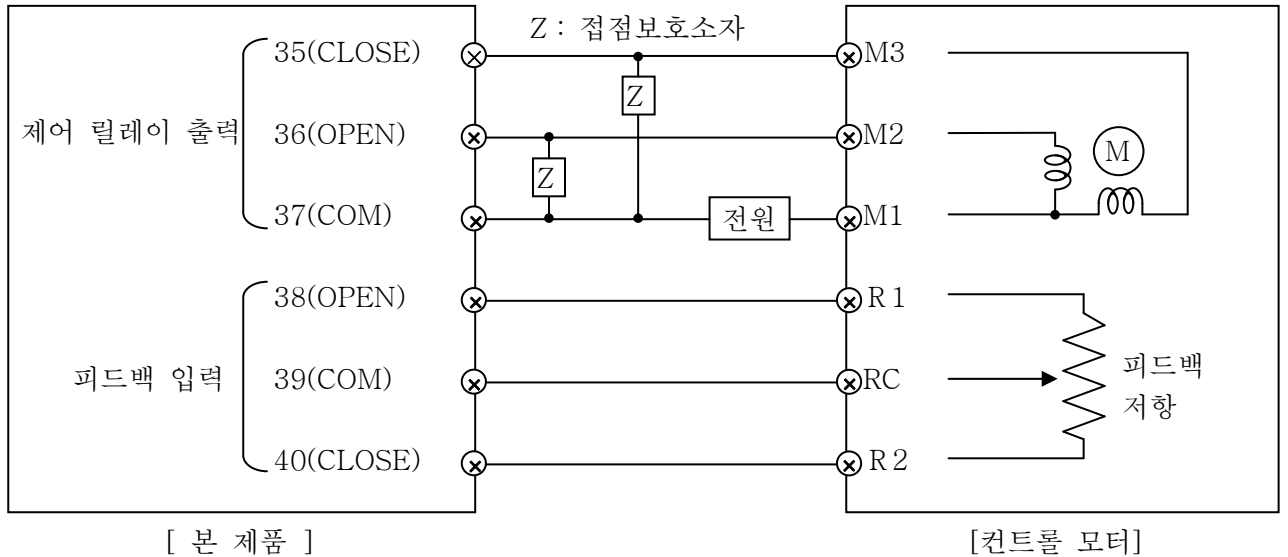 Z : 접점보호소자
제어 릴레이 출력
35(CLOSE)
36(OPEN)
37(COM)
Z
Z
전원
M3
M2
M1
M
피드백 입력
38(OPEN)
39(COM)
40(CLOSE)
R1
RC
R2
피드백
저항
[ 본 제품 ]
[컨트롤 모터]